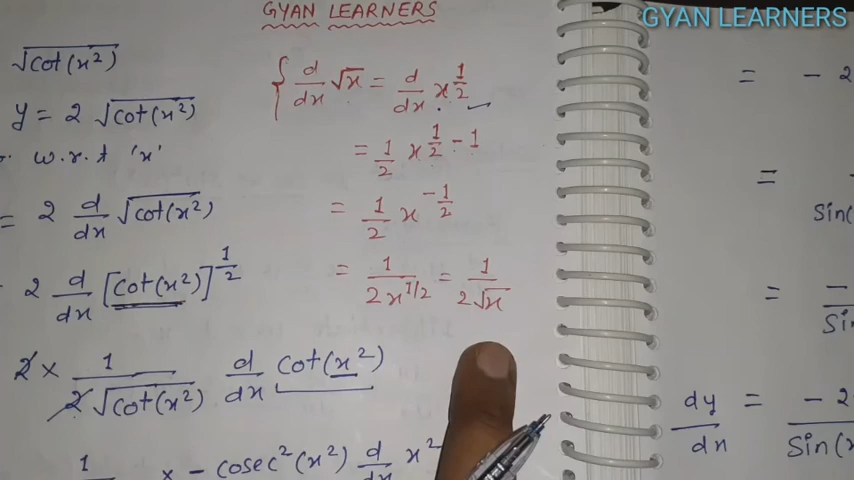 GYAN LEARNERS
GYAN LEARNERS
√cot(x²)
y = 2 √cot(x²)
w.r.t 'x'
= 2 d/dx √cot(x²)
2 d/dx [cot(x²)]^1/2
2 × 1/2√cot(x²) d/dx cot(x²)
1 × - cosec²(x²) d/dx x²
{ d/dx √x = d/dx x^1/2
= 1/2 x^1/2 - 1
= 1/2 x^-1/2
= 1/2x^1/2 = 1/2√x
= - 2
=
Sin(
= -
Sin
dy/dx = - 2
Sin(x